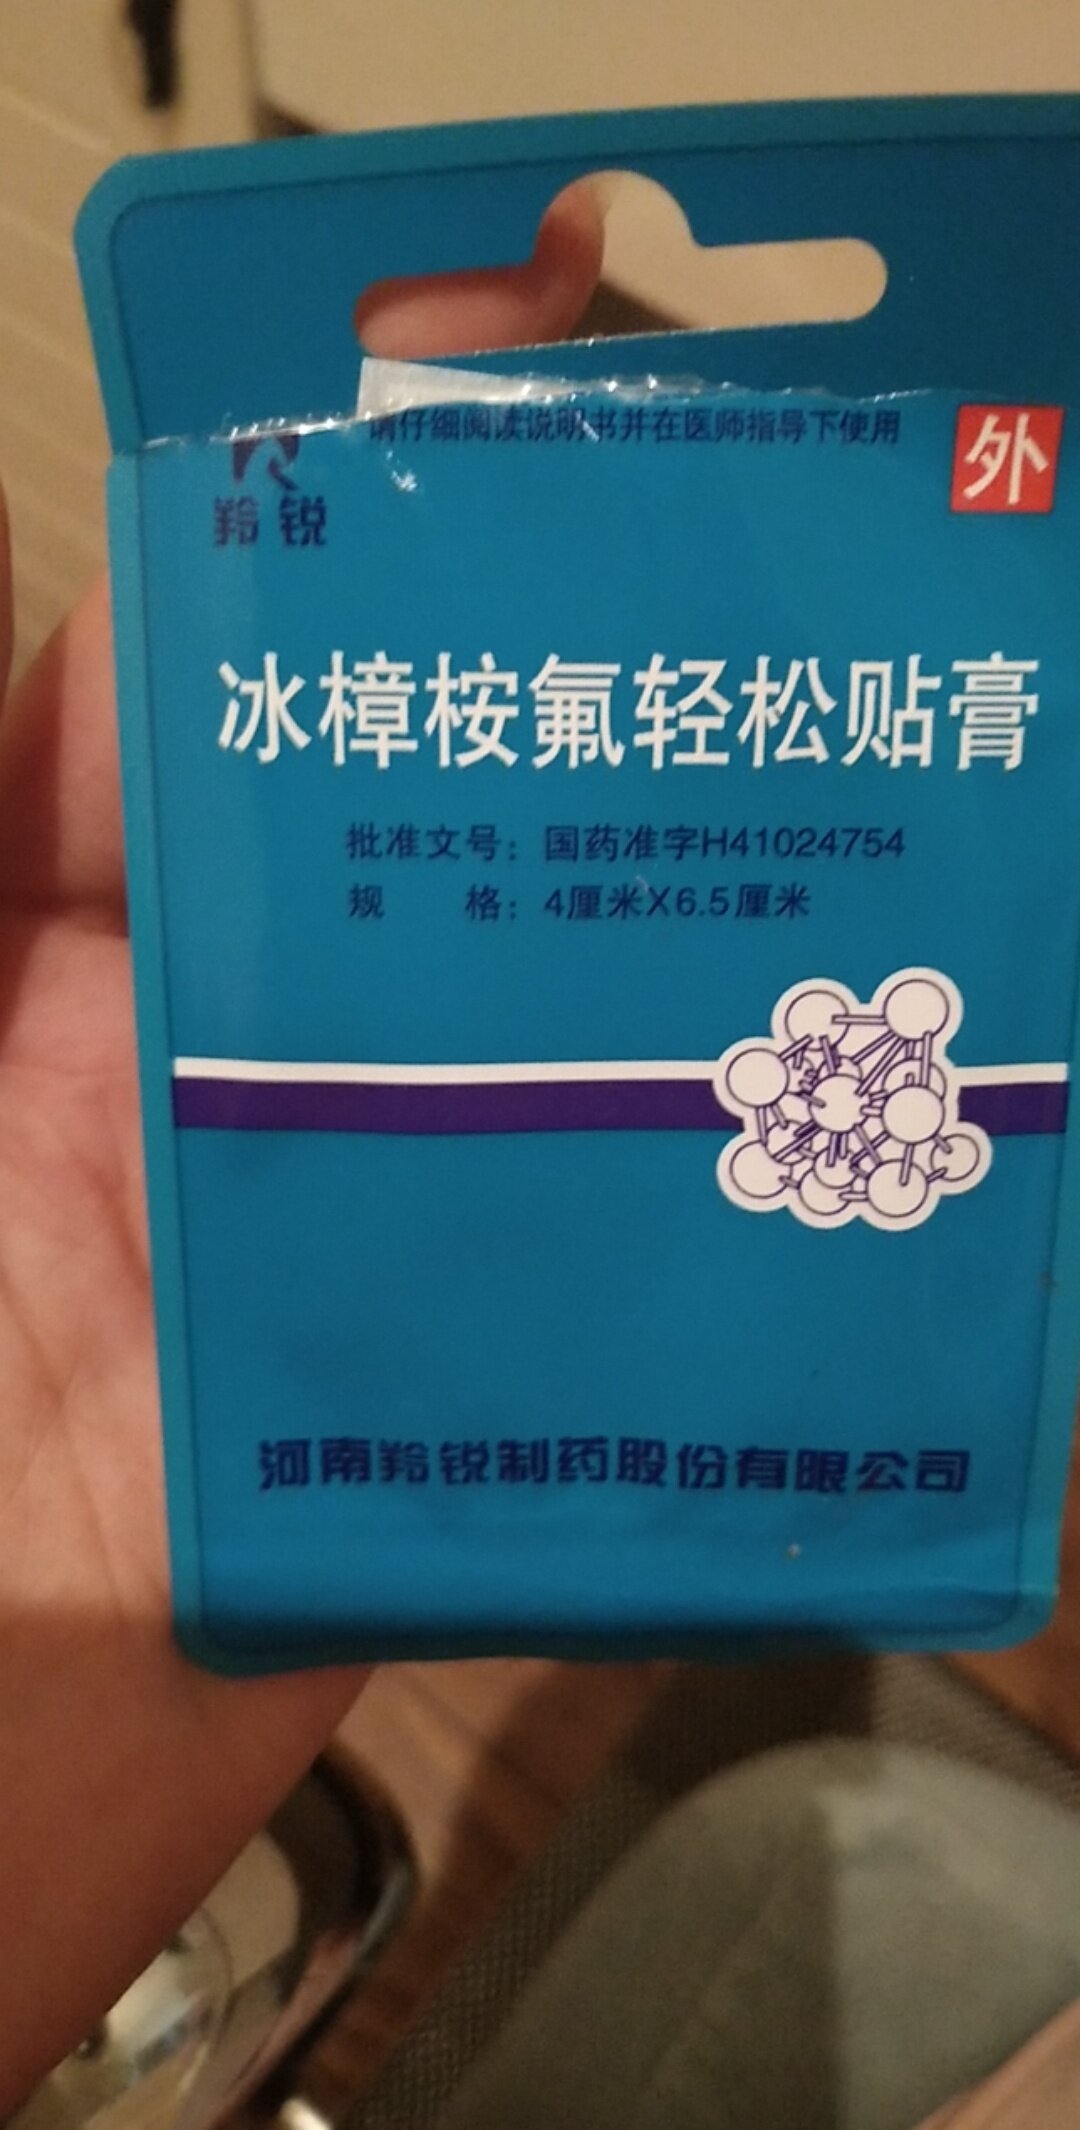 请仔细阅读说明书并在医师指导下使用
外
羚锐
冰樟桉氟轻松贴膏
批准文号：国药准字H41024754
规 格：4厘米X6.5厘米
河南羚锐制药股份有限公司